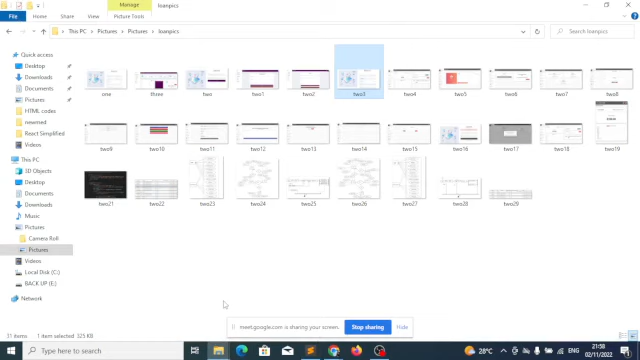 Manage
loanpics
File
Home
Share
View
Picture Tools
This PC > Pictures > Pictures > loanpics
Search loanpics
Quick access
Desktop
Downloads
Documents
Pictures
HTML codes
newmed
React Simplified
Videos
This PC
3D Objects
Desktop
Documents
Downloads
Music
Pictures
Camera Roll
Pictures
Videos
Local Disk (C:)
BACK UP (E:)
Network
one
three
two
two1
two2
two3
two4
two5
two6
two7
two8
two9
two10
two11
two12
two13
two14
two15
two16
two17
two18
two19
two21
two22
two23
two24
two25
two26
two27
two28
two29
31 items
1 item selected 325 KB
meet.google.com is sharing your screen.
Stop sharing
Hide
Type here to search
28°C
ENG
21:58
02/11/2022